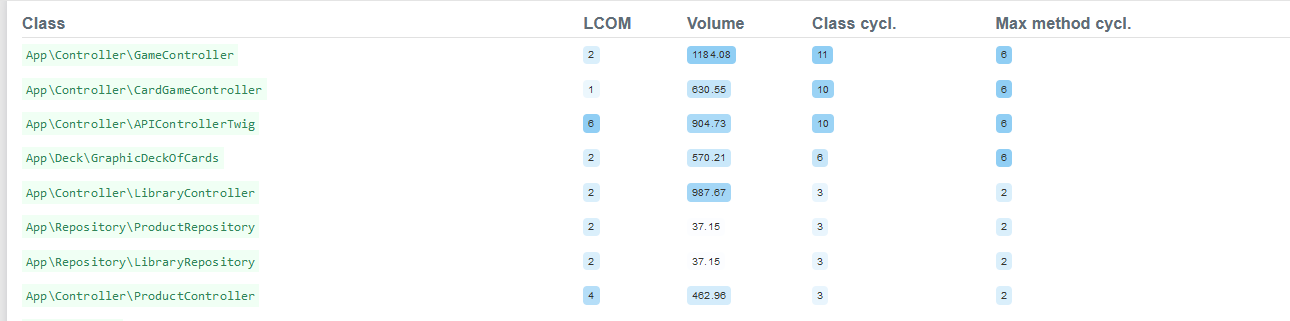 Class LCOM Volume Class cycl. Max method cycl.
App\Controller\GameController 2 1184.08 11 6
App\Controller\CardGameController 1 630.55 10 6
App\Controller\APIControllerTwig 6 904.73 10 6
App\Deck\GraphicDeckOfCards 2 570.21 6 6
App\Controller\LibraryController 2 987.67 3 2
App\Repository\ProductRepository 2 37.15 3 2
App\Repository\LibraryRepository 2 37.15 3 2
App\Controller\ProductController 4 462.96 3 2